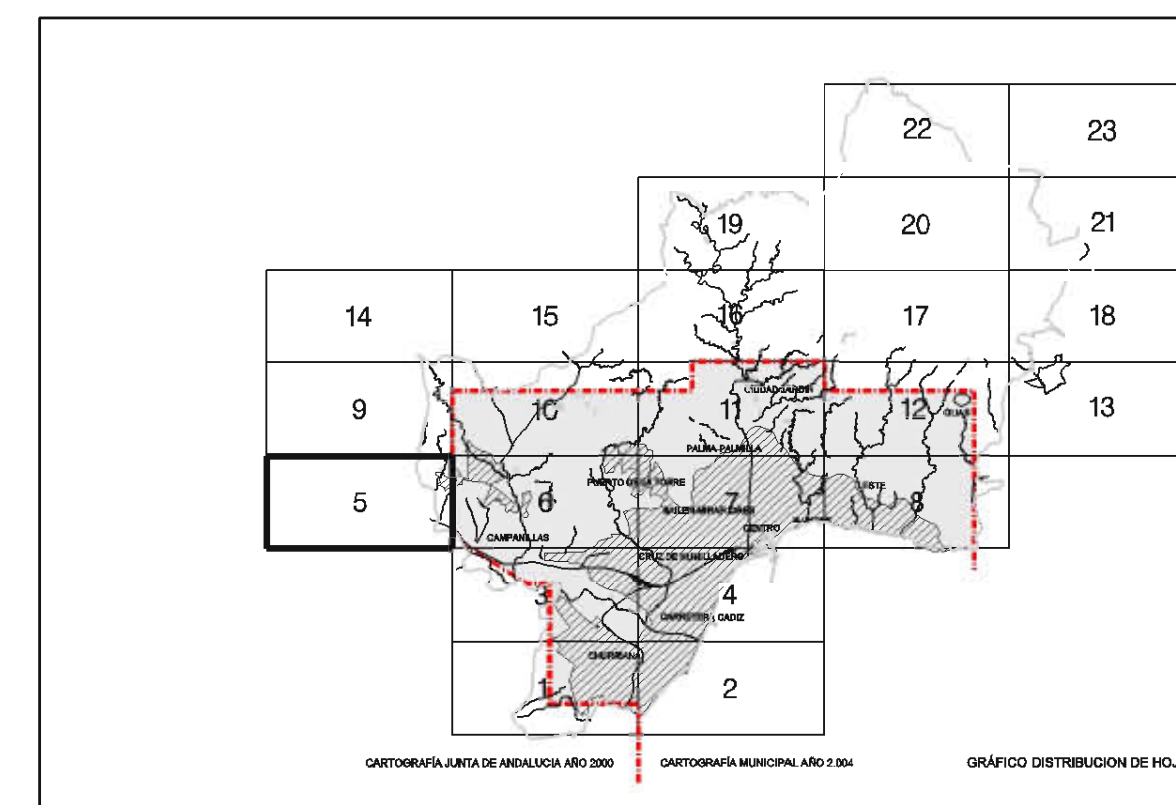 22 23
19 20 21
14 15 16 17 18
CIUDAD JARDIN
9 10 11 12 13
PALMA-PALMILLA
PUERTO DE LA TORRE
ESTE
5 6 7 8
CENTRO
CAMPANILLAS
CRUZ DE HUMILLADERO
3 4
CARRETERA CADIZ
CHURRIANA
1 2
CARTOGRAFÍA JUNTA DE ANDALUCIA AÑO 2000 CARTOGRAFÍA MUNICIPAL AÑO 2.004 GRÁFICO DISTRIBUCION DE HOJ